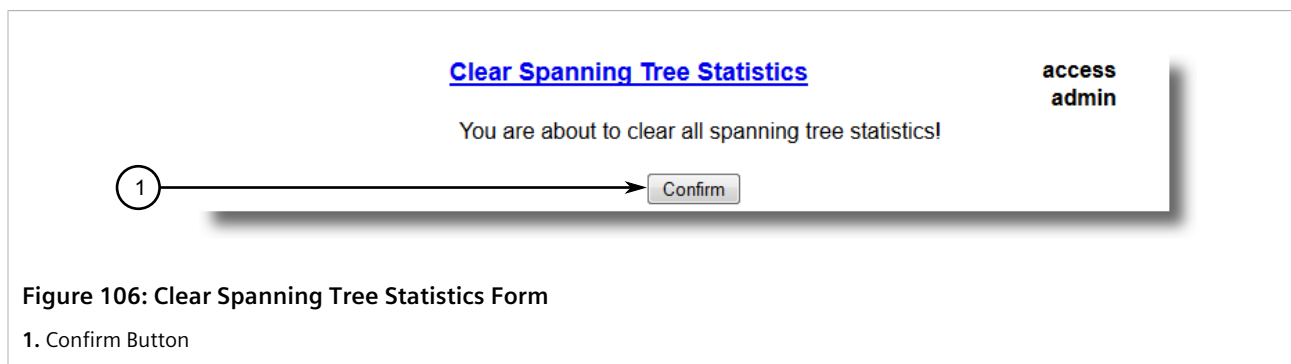 Clear Spanning Tree Statistics
access
admin
You are about to clear all spanning tree statistics!
1
Confirm
Figure 106: Clear Spanning Tree Statistics Form
1. Confirm Button